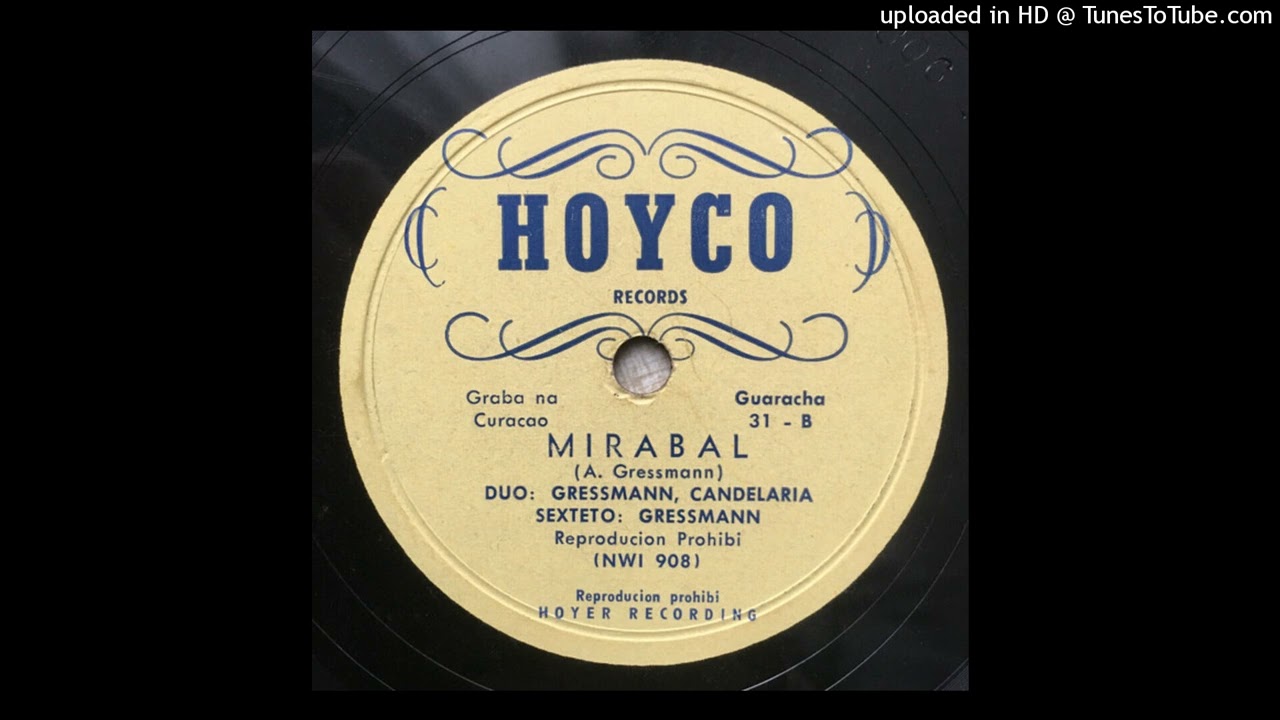 uploaded in HD @ TunesToTube.com
HOYCO
RECORDS
Graba na
Curacao
Guaracha
31 - B
MIRABAL
(A. Gressmann)
DUO: GRESSMANN, CANDELARIA
SEXTETO: GRESSMANN
Reproducion Prohibi
(NWI 908)
Reproducion prohibi
HOYER RECORDING